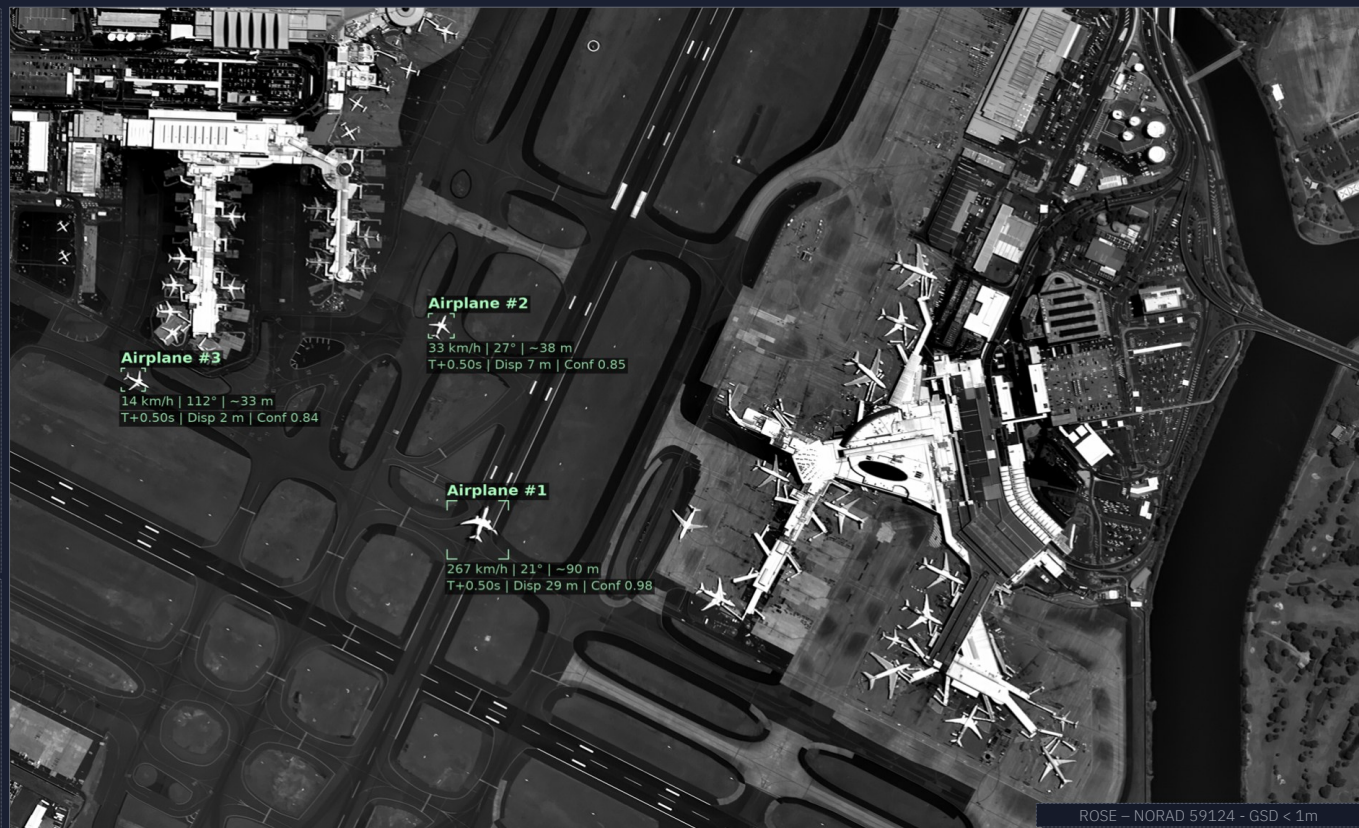 Airplane #2
33 km/h | 27° | ~38 m
T+0.50s | Disp 7 m | Conf 0.85
Airplane #3
14 km/h | 112° | ~33 m
T+0.50s | Disp 2 m | Conf 0.84
Airplane #1
267 km/h | 21° | ~90 m
T+0.50s | Disp 29 m | Conf 0.98
ROSE – NORAD 59124 - GSD < 1m